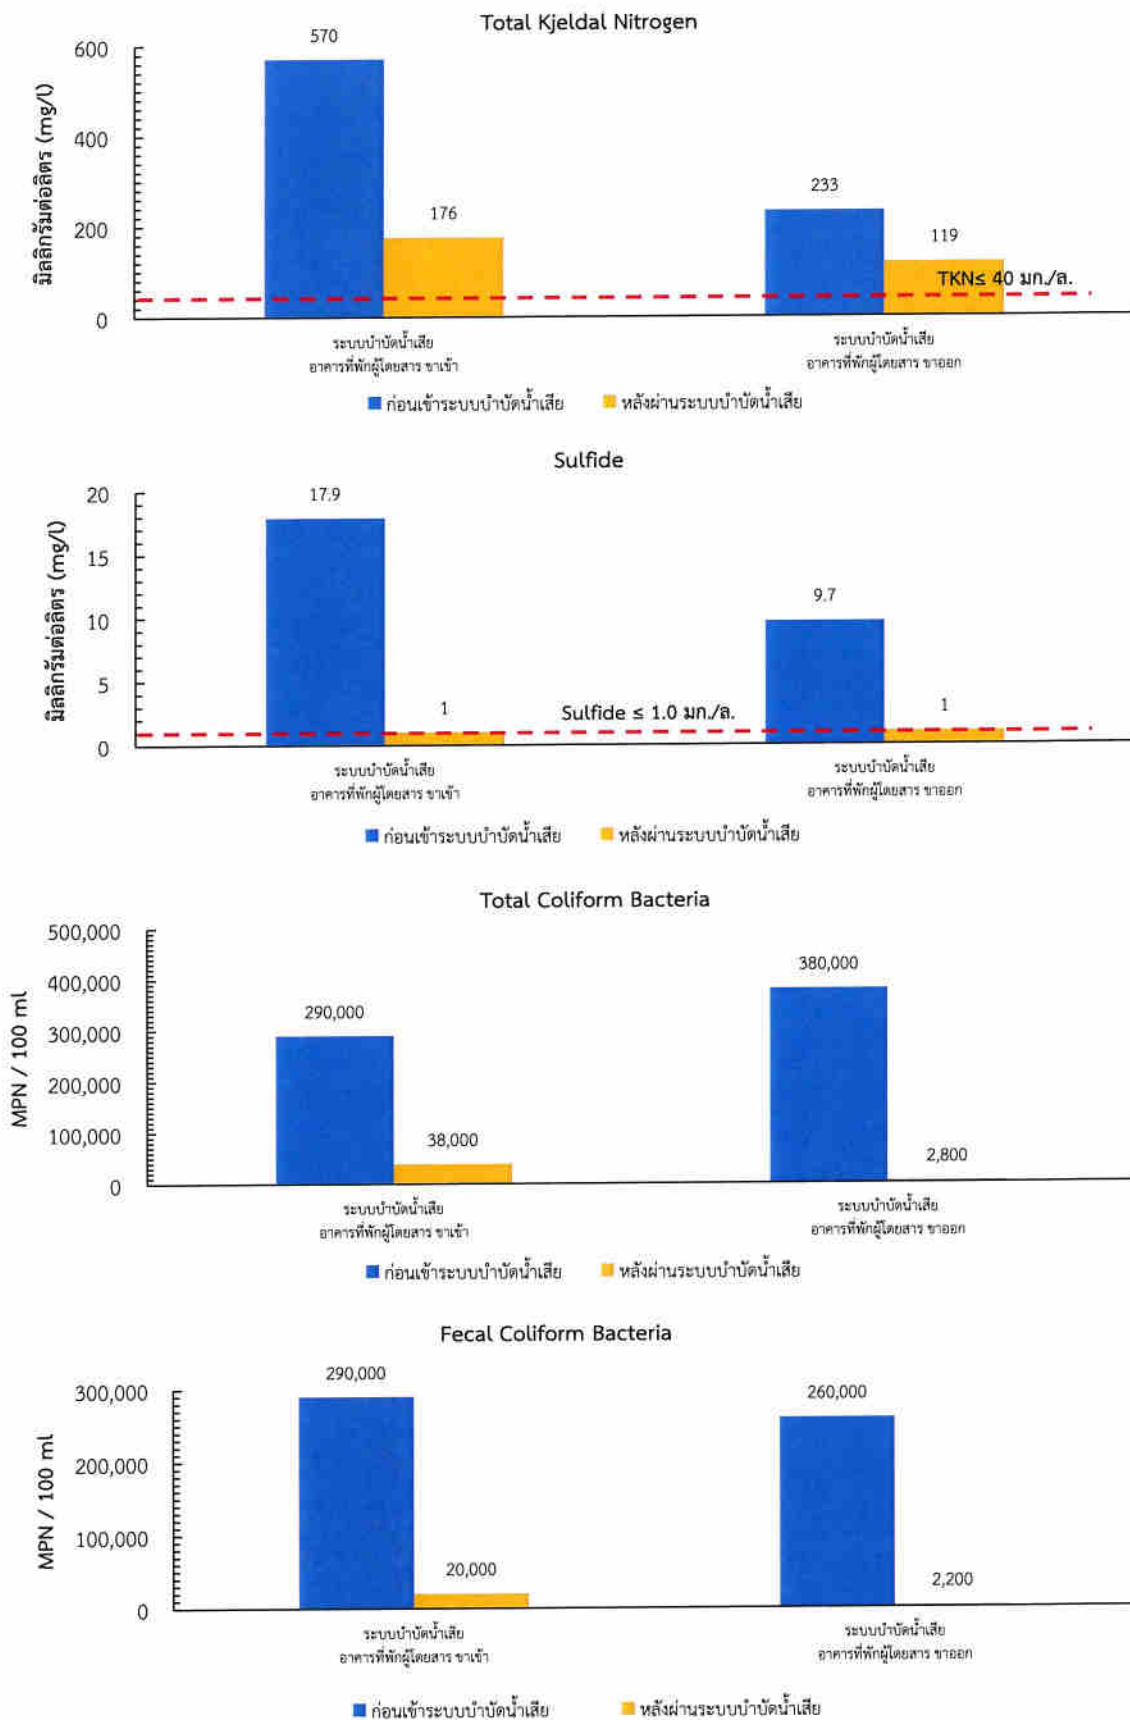 Total Kjeldal Nitrogen
มิลลิกรัมต่อลิตร (mg/l)
600
400
200
0
570
176
233
119
TKN≤ 40 มก./ล.
ระบบบำบัดน้ำเสีย
อาคารที่พักผู้โดยสาร ขาเข้า
ระบบบำบัดน้ำเสีย
อาคารที่พักผู้โดยสาร ขาออก
ก่อนเข้าระบบบำบัดน้ำเสีย หลังผ่านระบบบำบัดน้ำเสีย
Sulfide
มิลลิกรัมต่อลิตร (mg/l)
20
15
10
5
0
17.9
1
9.7
1
Sulfide ≤ 1.0 มก./ล.
ระบบบำบัดน้ำเสีย
อาคารที่พักผู้โดยสาร ขาเข้า
ระบบบำบัดน้ำเสีย
อาคารที่พักผู้โดยสาร ขาออก
ก่อนเข้าระบบบำบัดน้ำเสีย หลังผ่านระบบบำบัดน้ำเสีย
Total Coliform Bacteria
MPN / 100 ml
500,000
400,000
300,000
200,000
100,000
0
290,000
38,000
380,000
2,800
ระบบบำบัดน้ำเสีย
อาคารที่พักผู้โดยสาร ขาเข้า
ระบบบำบัดน้ำเสีย
อาคารที่พักผู้โดยสาร ขาออก
ก่อนเข้าระบบบำบัดน้ำเสีย หลังผ่านระบบบำบัดน้ำเสีย
Fecal Coliform Bacteria
MPN / 100 ml
300,000
200,000
100,000
0
290,000
20,000
260,000
2,200
ระบบบำบัดน้ำเสีย
อาคารที่พักผู้โดยสาร ขาเข้า
ระบบบำบัดน้ำเสีย
อาคารที่พักผู้โดยสาร ขาออก
ก่อนเข้าระบบบำบัดน้ำเสีย หลังผ่านระบบบำบัดน้ำเสีย